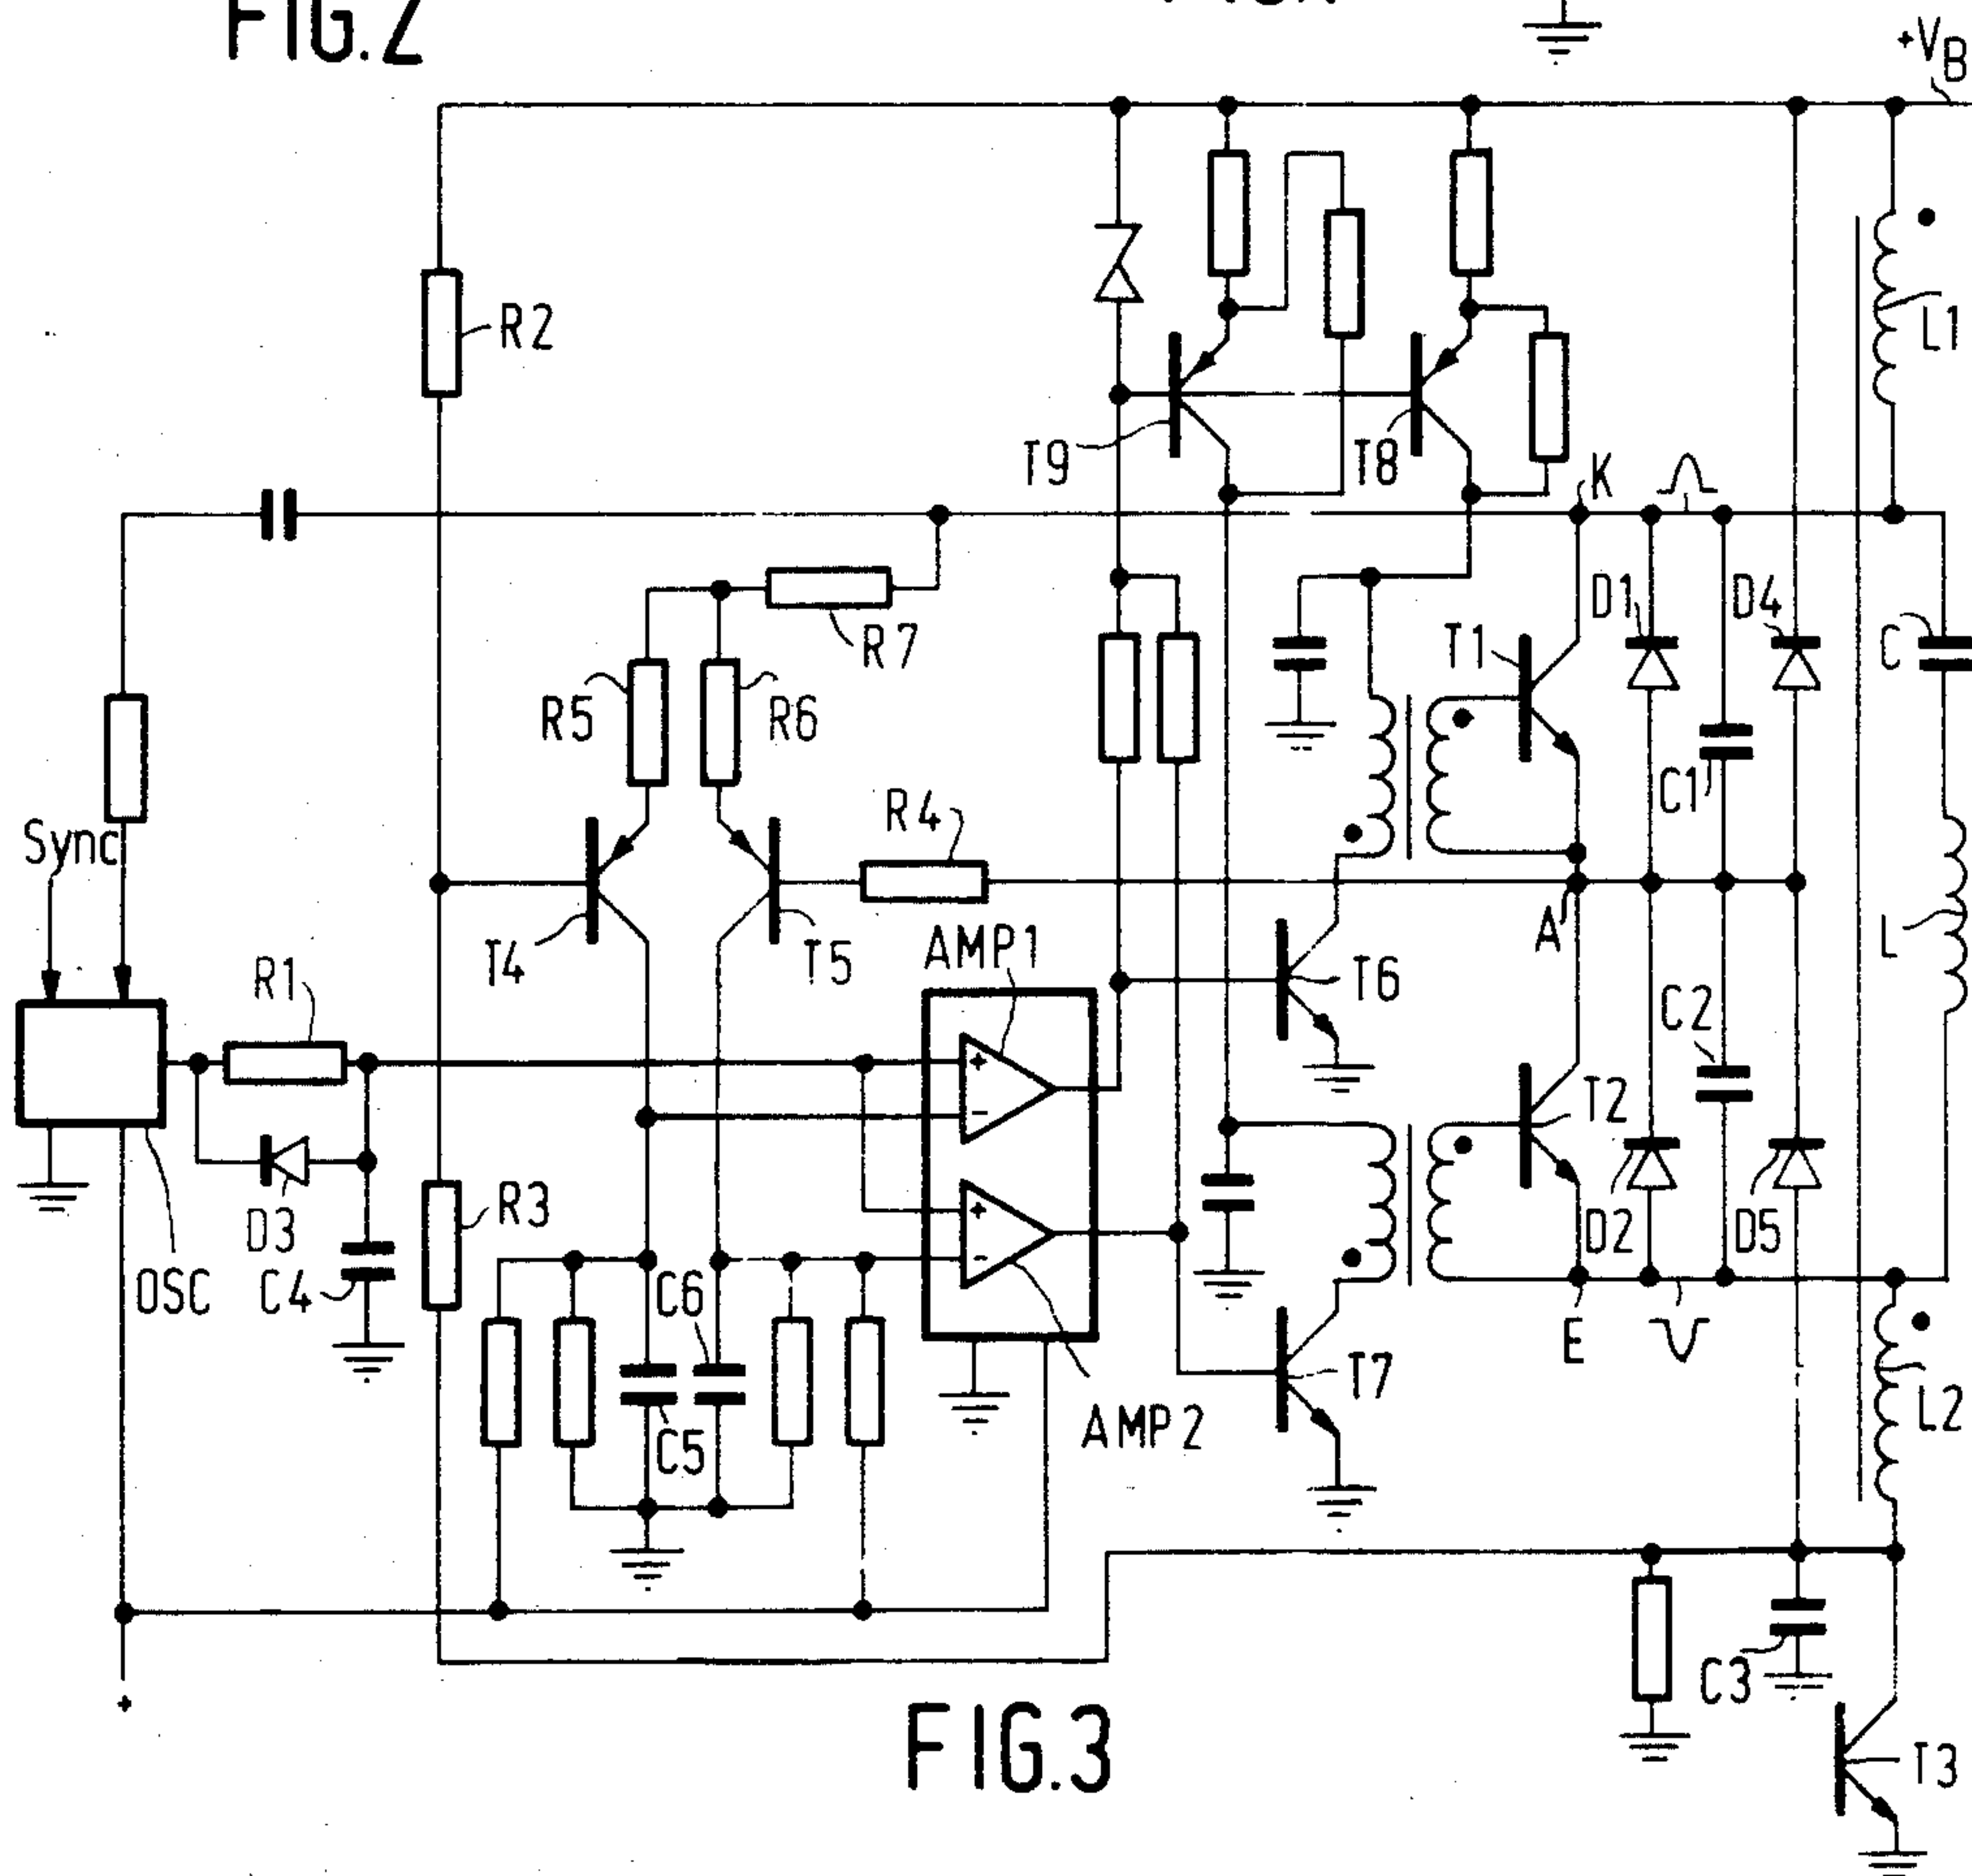 FIG.2
+VB
R2
L1
T9
T8
K
D1
D4
R7
T1
C
R5
R6
C1
R4
Sync
A
T4
T5
AMP1
L
R1
T6
C2
+
-
T2
D3
R3
+
-
D2
D5
OSC
C4
C6
E
T7
L2
C5
AMP2
C3
+
FIG.3
T3